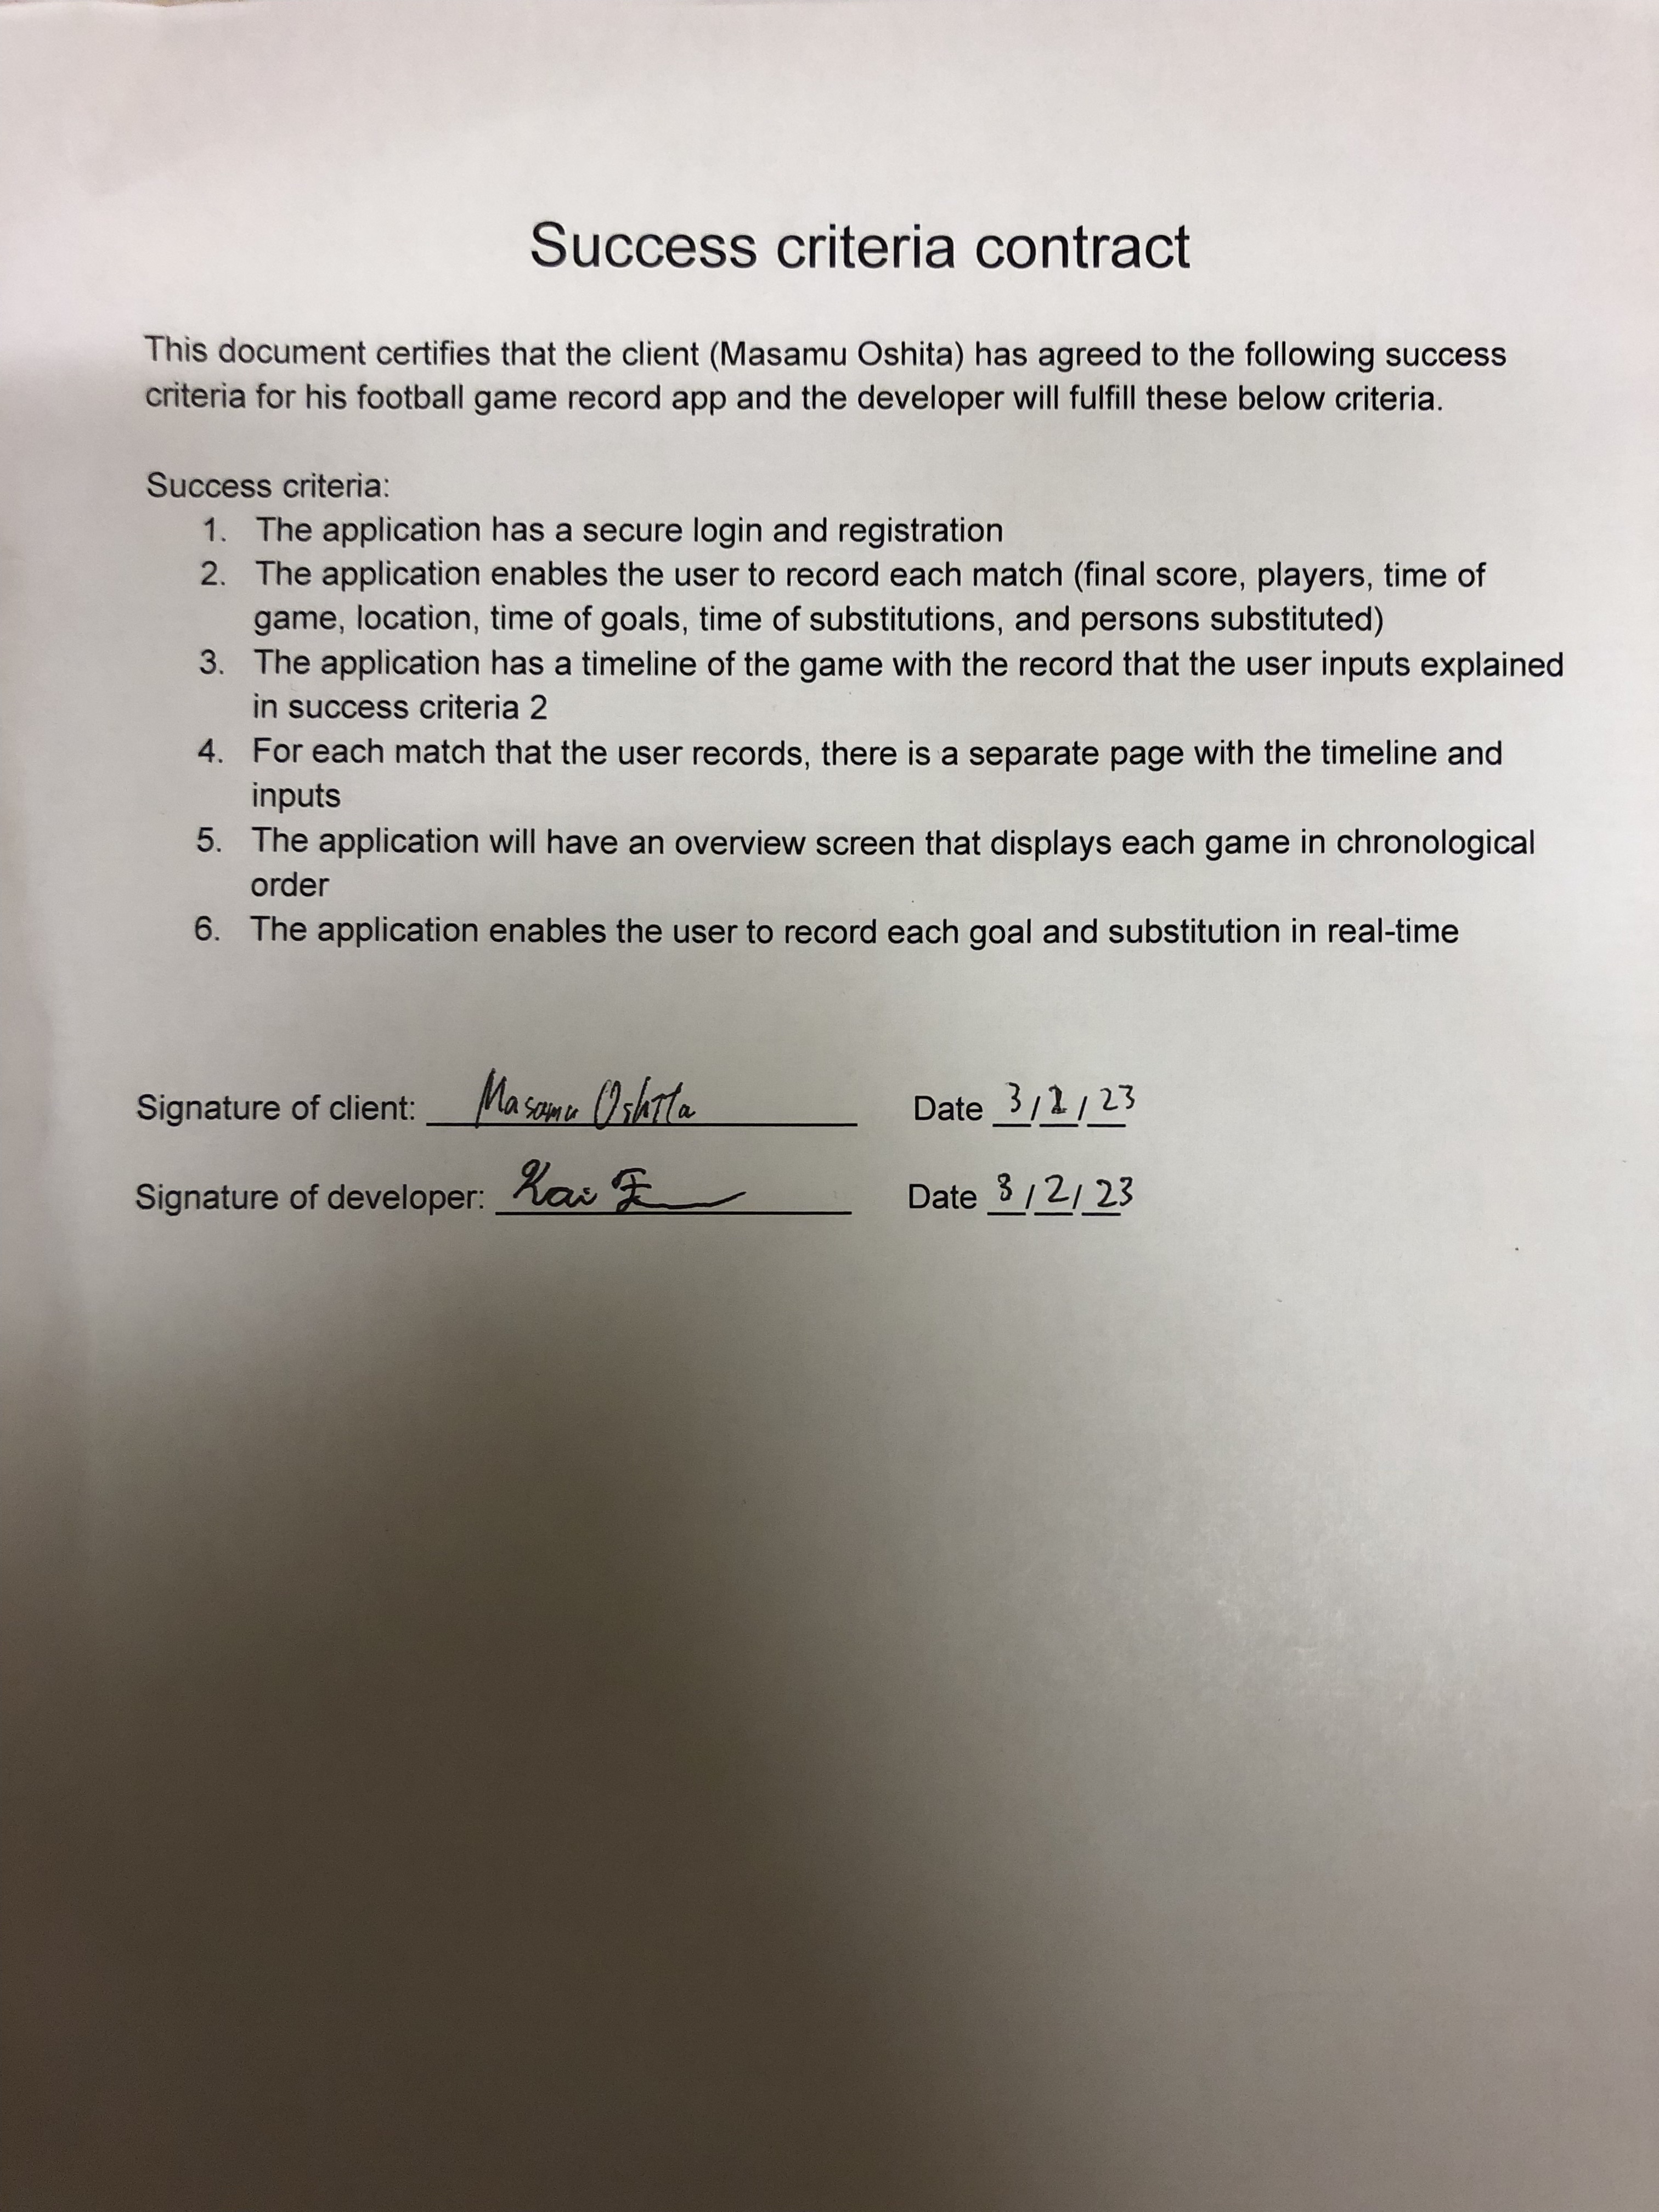 Success criteria contract
This document certifies that the client (Masamu Oshita) has agreed to the following success
criteria for his football game record app and the developer will fulfill these below criteria.
Success criteria:
1. The application has a secure login and registration
2. The application enables the user to record each match (final score, players, time of
game, location, time of goals, time of substitutions, and persons substituted)
3. The application has a timeline of the game with the record that the user inputs explained
in success criteria 2
4. For each match that the user records, there is a separate page with the timeline and
inputs
5. The application will have an overview screen that displays each game in chronological
order
6. The application enables the user to record each goal and substitution in real-time
Signature of client: Masamu Oshita Date 3/2/23
Signature of developer: Kai Date 3/2/23